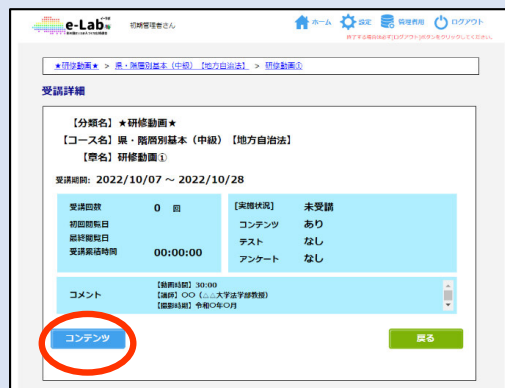 e-Lab
初期管理者さん
ホーム
設定
管理者用
ログアウト
終了する場合は必ず[ログアウト]ボタンをクリックしてください。
★研修動画★ > 県・階層別基本（中級）【地方自治法】 > 研修動画①
受講詳細
【分類名】★研修動画★
【コース名】県・階層別基本（中級）【地方自治法】
【章名】研修動画①
受講期間: 2022/10/07 ～ 2022/10/28
受講回数 0 回
初回閲覧日
最終閲覧日
受講累積時間 00:00:00
[実施状況] 未受講
コンテンツ あり
テスト なし
アンケート なし
コメント
【動画時間】30:00
【講師】○○（△△大学法学部教授）
【撮影時期】令和○年○月
コンテンツ
戻る